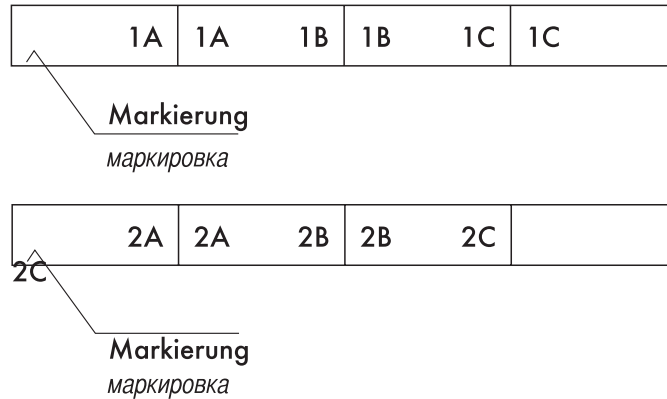 1A 1A 1B 1B 1C 1C
Markierung
маркировка
2A 2A 2B 2B 2C
2C
Markierung
маркировка